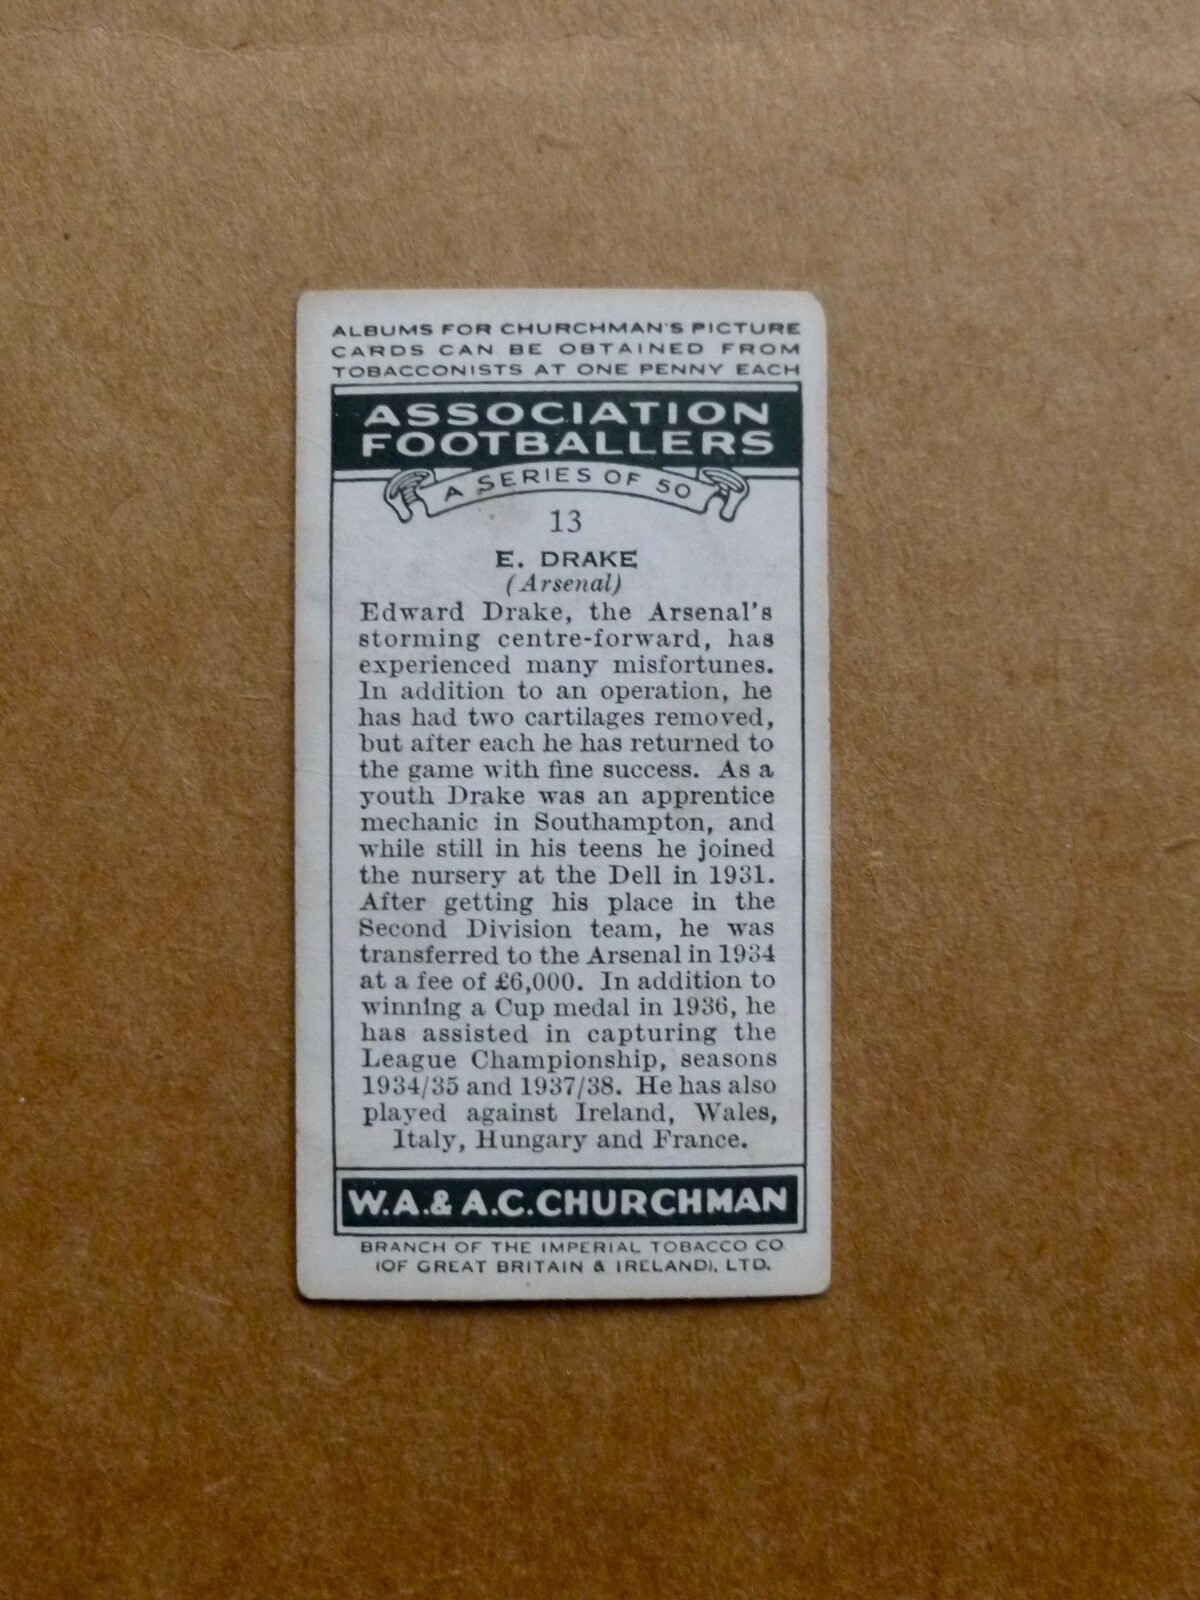 ALBUMS FOR CHURCHMAN'S PICTURE
CARDS CAN BE OBTAINED FROM
TOBACCONISTS AT ONE PENNY EACH
ASSOCIATION
FOOTBALLERS
A SERIES OF 50
13
E. DRAKE
(Arsenal)
Edward Drake, the Arsenal's
storming centre-forward, has
experienced many misfortunes.
In addition to an operation, he
has had two cartilages removed,
but after each he has returned to
the game with fine success. As a
youth Drake was an apprentice
mechanic in Southampton, and
while still in his teens he joined
the nursery at the Dell in 1931.
After getting his place in the
Second Division team, he was
transferred to the Arsenal in 1934
at a fee of £6,000. In addition to
winning a Cup medal in 1936, he
has assisted in capturing the
League Championship, seasons
1934/35 and 1937/38. He has also
played against Ireland, Wales,
Italy, Hungary and France.
W.A.& A.C.CHURCHMAN
BRANCH OF THE IMPERIAL TOBACCO CO
(OF GREAT BRITAIN & IRELAND), LTD.